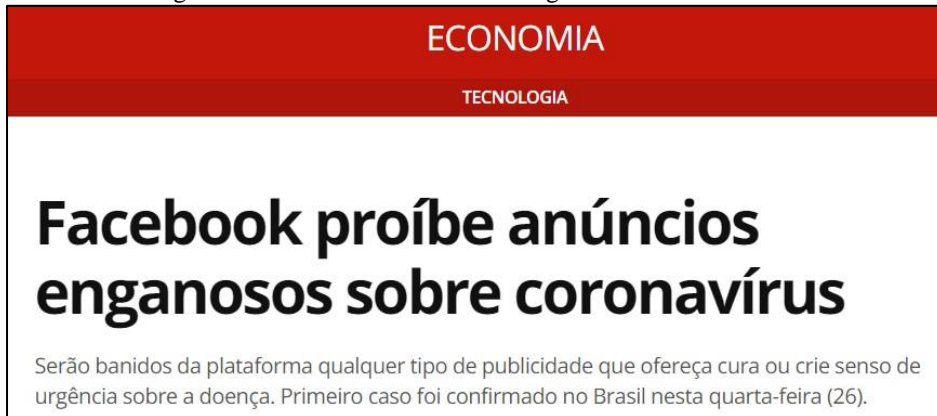 ECONOMIA
TECNOLOGIA
Facebook proíbe anúncios
enganosos sobre coronavírus
Serão banidos da plataforma qualquer tipo de publicidade que ofereça cura ou crie senso de
urgência sobre a doença. Primeiro caso foi confirmado no Brasil nesta quarta-feira (26).